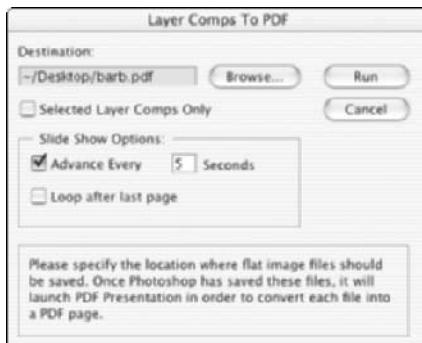 Layer Comps To PDF
Destination:
~/Desktop/barb.pdf Browse... Run
Selected Layer Comps Only Cancel
Slide Show Options:
Advance Every 5 Seconds
Loop after last page
Please specify the location where flat image files should
be saved. Once Photoshop has saved these files, it will
launch PDF Presentation in order to convert each file into
a PDF page.